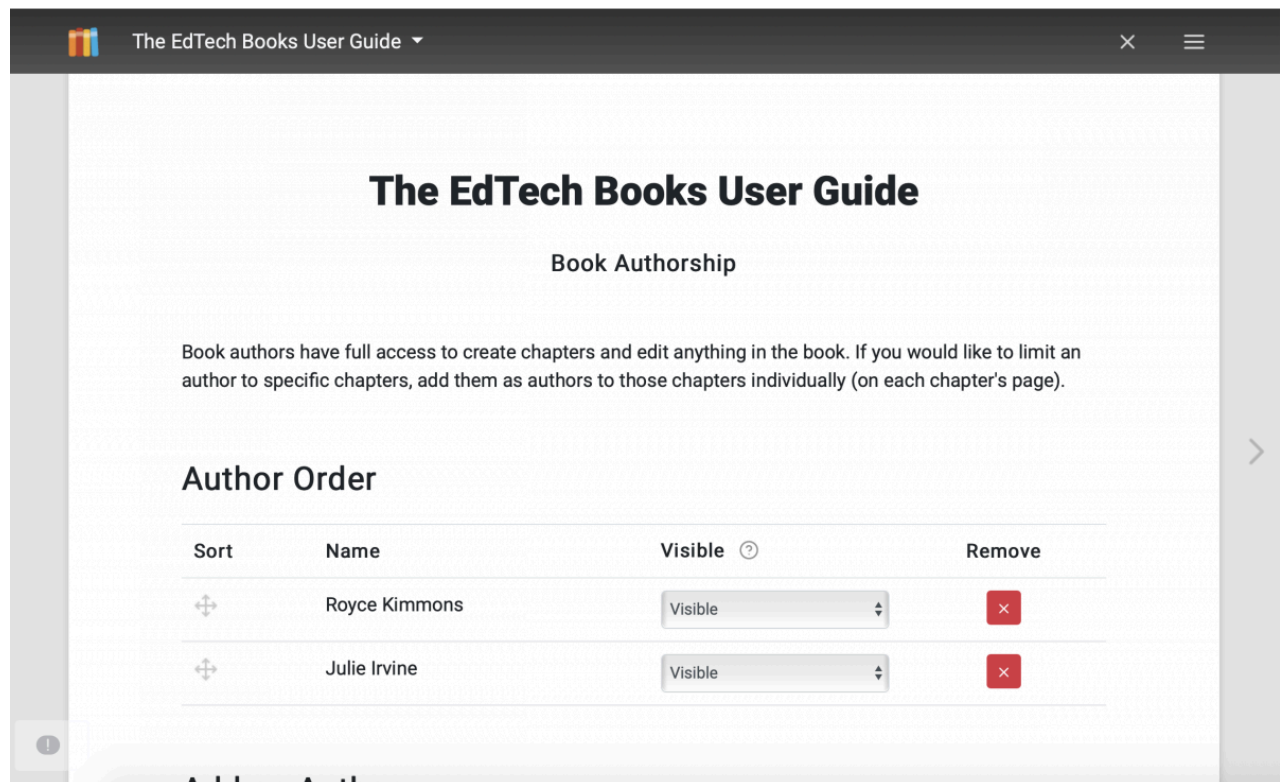 The EdTech Books User Guide
The EdTech Books User Guide
Book Authorship
Book authors have full access to create chapters and edit anything in the book. If you would like to limit an
author to specific chapters, add them as authors to those chapters individually (on each chapter's page).
Author Order
Sort Name Visible Remove
Royce Kimmons Visible
Julie Irvine Visible